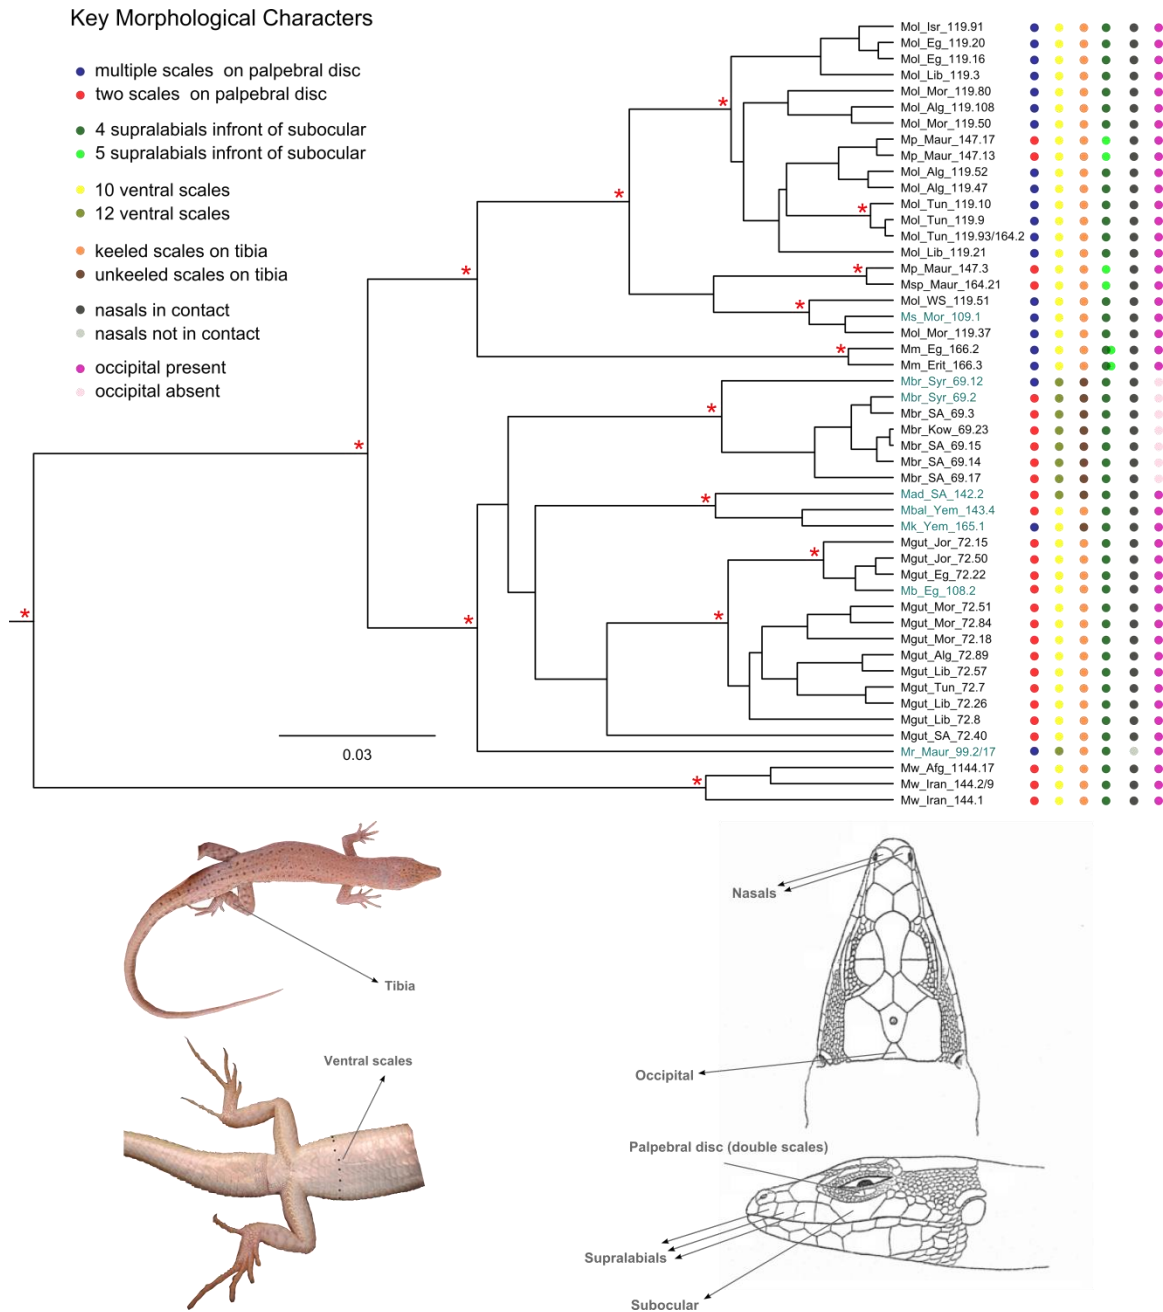 Key Morphological Characters
multiple scales on palpebral disc
two scales on palpebral disc
4 supralabials infront of subocular
5 supralabials infront of subocular
10 ventral scales
12 ventral scales
keeled scales on tibia
unkeeled scales on tibia
nasals in contact
nasals not in contact
occipital present
occipital absent
Mol_Isr_119.91
Mol_Eg_119.20
Mol_Eg_119.16
Mol_Lib_119.3
Mol_Mor_119.80
Mol_Alg_119.108
Mol_Mor_119.50
Mp_Maur_147.17
Mp_Maur_147.13
Mol_Alg_119.52
Mol_Alg_119.47
Mol_Tun_119.10
Mol_Tun_119.9
Mol_Tun_119.93/164.2
Mol_Lib_119.21
Mp_Maur_147.3
Msp_Maur_164.21
Mol_WS_119.51
Ms_Mor_109.1
Mol_Mor_119.37
Mm_Eg_166.2
Mm_Erit_166.3
Mbr_Syr_69.12
Mbr_Syr_69.2
Mbr_SA_69.3
Mbr_Kow_69.23
Mbr_SA_69.15
Mbr_SA_69.14
Mbr_SA_69.17
Mad_SA_142.2
Mbal_Yem_143.4
Mk_Yem_165.1
Mgut_Jor_72.15
Mgut_Jor_72.50
Mgut_Eg_72.22
Mb_Eg_108.2
Mgut_Mor_72.51
Mgut_Mor_72.84
Mgut_Mor_72.18
Mgut_Alg_72.89
Mgut_Lib_72.57
Mgut_Tun_72.7
Mgut_Lib_72.26
Mgut_Lib_72.8
Mgut_SA_72.40
Mr_Maur_99.2/17
Mw_Afg_1144.17
Mw_Iran_144.2/9
Mw_Iran_144.1
0.03
Tibia
Ventral scales
Nasals
Occipital
Palpebral disc (double scales)
Supralabials
Subocular